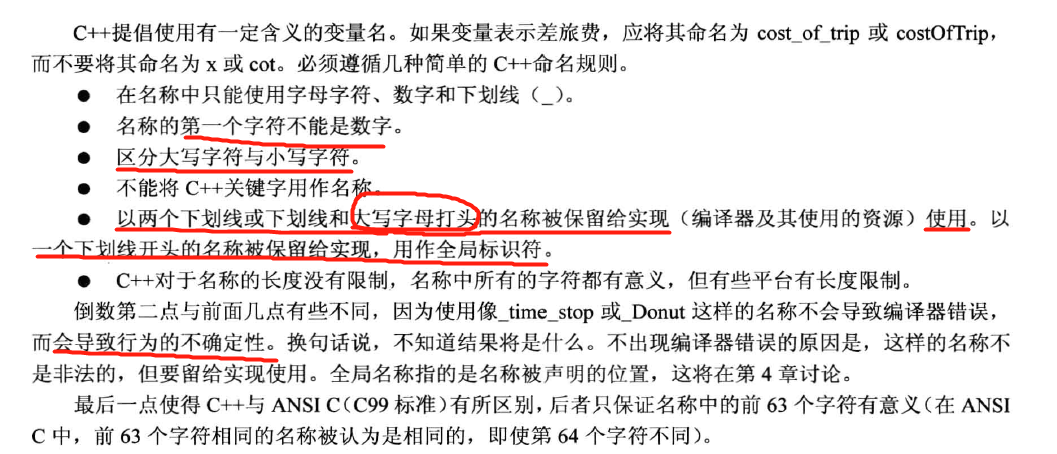 C++提倡使用有一定含义的变量名。如果变量表示差旅费，应将其命名为 cost_of_trip 或 costOfTrip，
而不要将其命名为 x 或 cot。必须遵循几种简单的 C++命名规则。
● 在名称中只能使用字母字符、数字和下划线（_）。
● 名称的第一个字符不能是数字。
● 区分大写字符与小写字符。
● 不能将 C++关键字用作名称。
● 以两个下划线或下划线和大写字母打头的名称被保留给实现（编译器及其使用的资源）使用。以
一个下划线开头的名称被保留给实现，用作全局标识符。
● C++对于名称的长度没有限制，名称中所有的字符都有意义，但有些平台有长度限制。
倒数第二点与前面几点有些不同，因为使用像_time_stop 或_Donut 这样的名称不会导致编译器错误，
而会导致行为的不确定性。换句话说，不知道结果将是什么。不出现编译器错误的原因是，这样的名称不
是非法的，但要留给实现使用。全局名称指的是名称被声明的位置，这将在第 4 章讨论。
最后一点使得 C++与 ANSI C（C99 标准）有所区别，后者只保证名称中的前 63 个字符有意义（在 ANSI
C 中，前 63 个字符相同的名称被认为是相同的，即使第 64 个字符不同）。